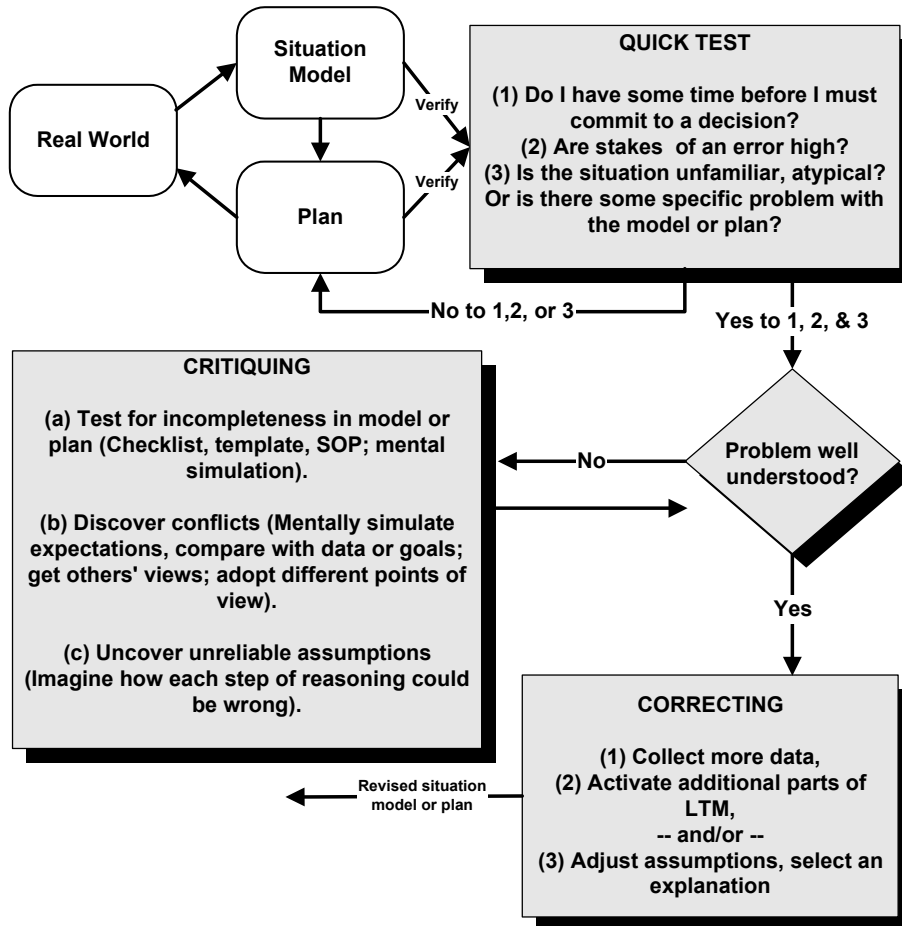 Situation
Model
Real World
Plan
Verify
Verify
QUICK TEST
(1) Do I have some time before I must
commit to a decision?
(2) Are stakes of an error high?
(3) Is the situation unfamiliar, atypical?
Or is there some specific problem with
the model or plan?
No to 1,2, or 3
Yes to 1, 2, & 3
CRITIQUING
(a) Test for incompleteness in model or
plan (Checklist, template, SOP; mental
simulation).
(b) Discover conflicts (Mentally simulate
expectations, compare with data or goals;
get others' views; adopt different points of
view).
(c) Uncover unreliable assumptions
(Imagine how each step of reasoning could
be wrong).
No
Problem well
understood?
Yes
CORRECTING
(1) Collect more data,
(2) Activate additional parts of
LTM,
-- and/or --
(3) Adjust assumptions, select an
explanation
Revised situation
model or plan